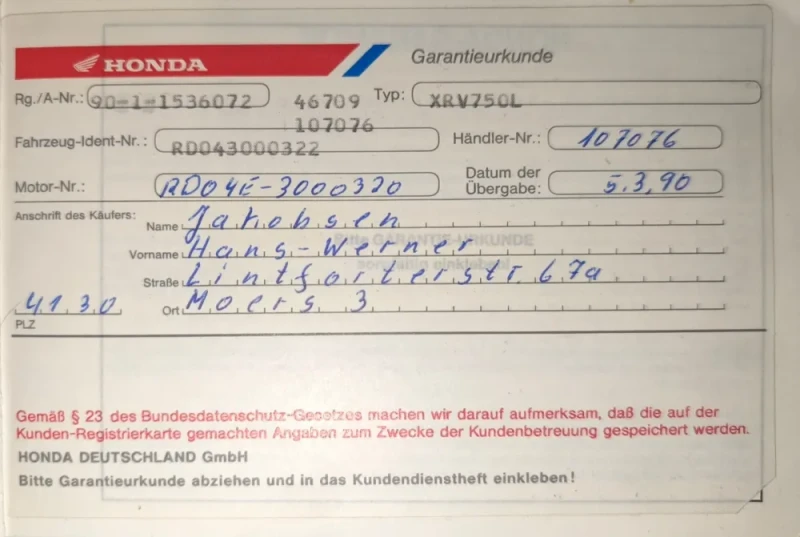 HONDA
Garantieurkunde
Rg./A-Nr.: 90-1-1536072 46709 Typ: XRV750L
107076
Fahrzeug-Ident-Nr.: RD043000322 Händler-Nr.: 107076
Motor-Nr.: RD04E-3000320 Datum der Übergabe: 5.3.90
Anschrift des Käufers:
Name Jakobsen
Vorname Hans-Werner
Straße Lintforterstr. 67a
4130 Ort Moers 3
PLZ
Gemäß § 23 des Bundesdatenschutz-Gesetzes machen wir darauf aufmerksam, daß die auf der
Kunden-Registrierkarte gemachten Angaben zum Zwecke der Kundenbetreuung gespeichert werden.
HONDA DEUTSCHLAND GmbH
Bitte Garantieurkunde abziehen und in das Kundendienstheft einkleben!